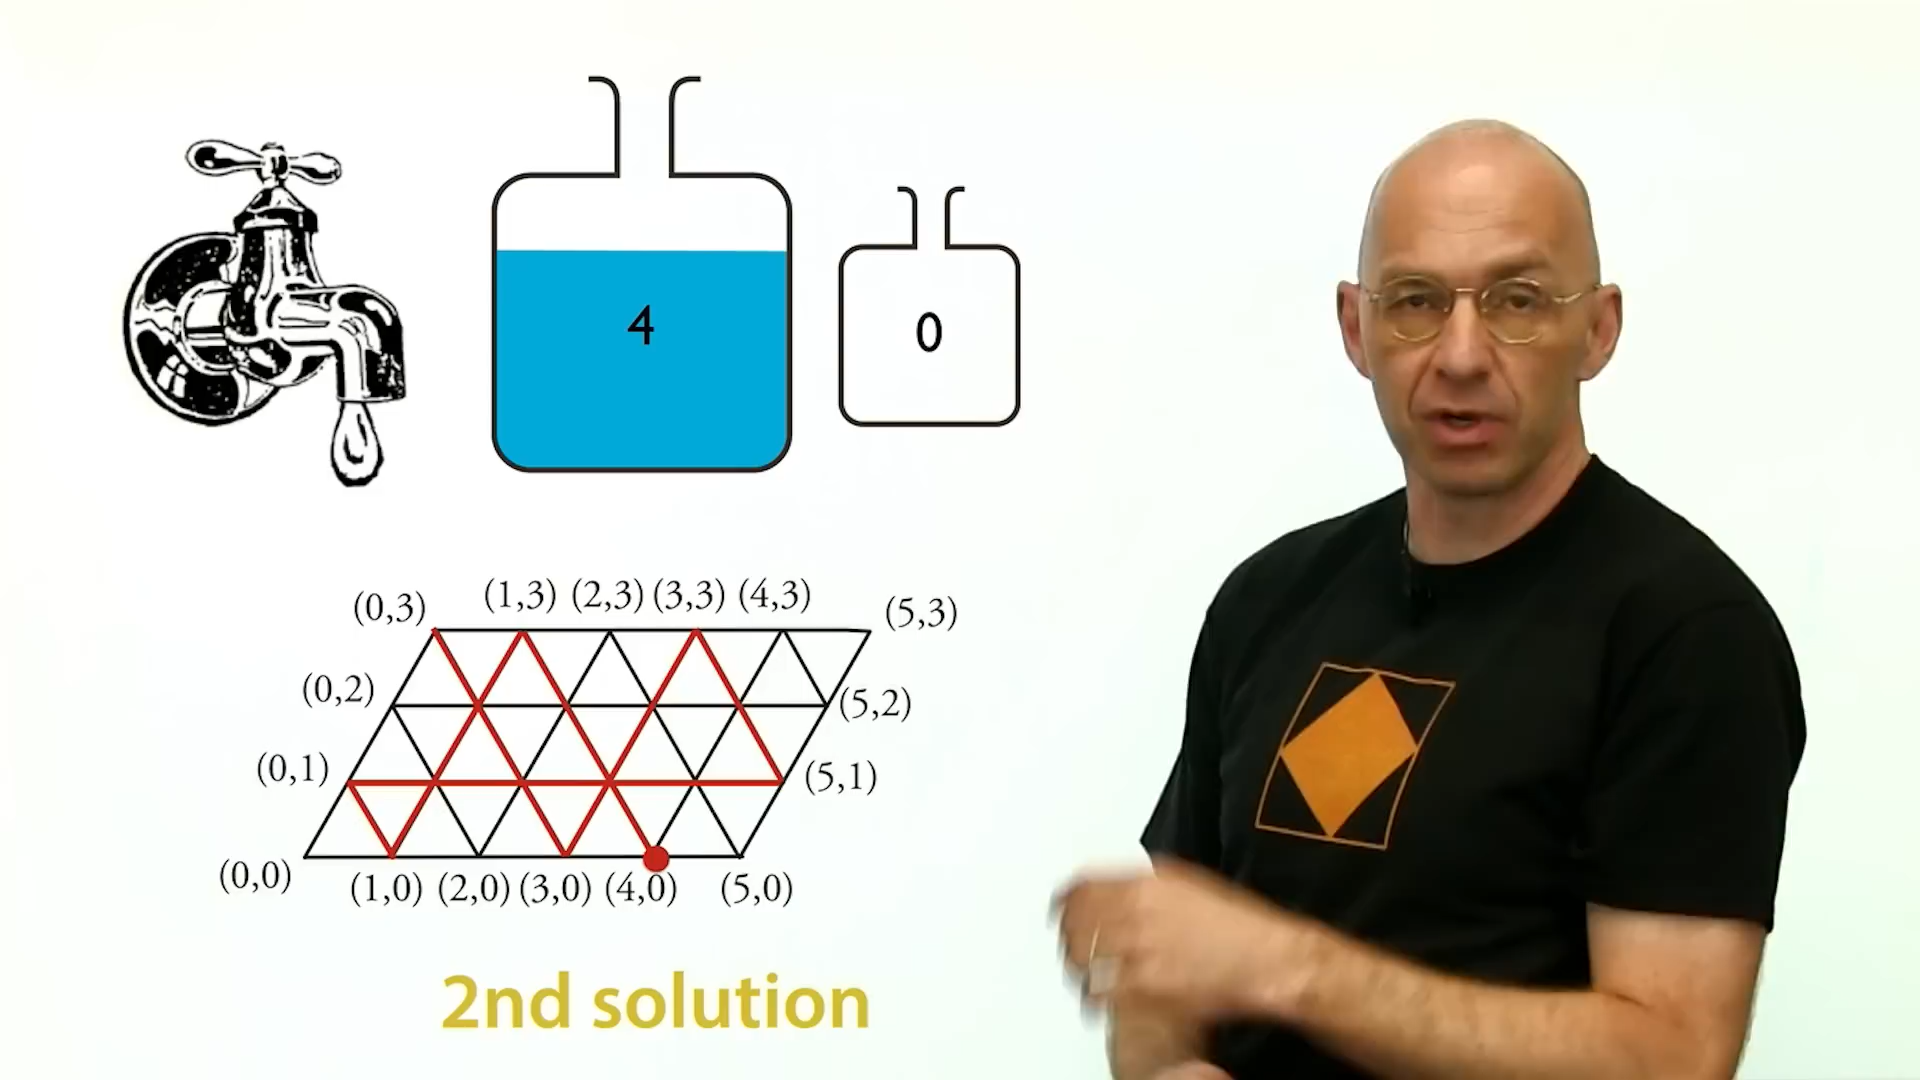 4
0
(0,3) (1,3) (2,3) (3,3) (4,3) (5,3)
(0,2) (5,2)
(0,1) (5,1)
(0,0) (1,0) (2,0) (3,0) (4,0) (5,0)
2nd solution